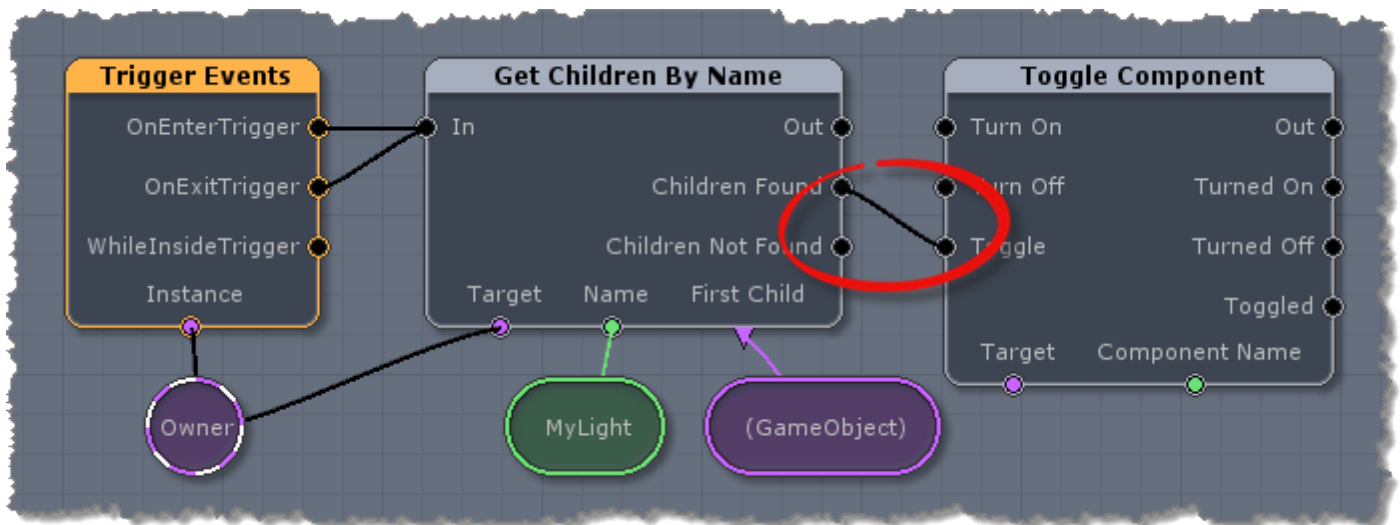 Trigger Events
OnEnterTrigger
OnExitTrigger
WhileInsideTrigger
Instance
Owner
Get Children By Name
In
Out
Children Found
Children Not Found
Target
Name
First Child
MyLight
(GameObject)
Toggle Component
Turn On
Out
Turn Off
Turned On
Toggle
Turned Off
Toggled
Target
Component Name